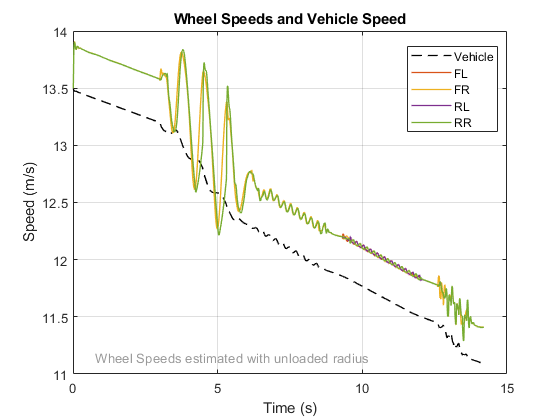 Wheel Speeds and Vehicle Speed
14
13.5
13
12.5
12
11.5
11
Speed (m/s)
Vehicle
FL
FR
RL
RR
Wheel Speeds estimated with unloaded radius
0
5
10
15
Time (s)